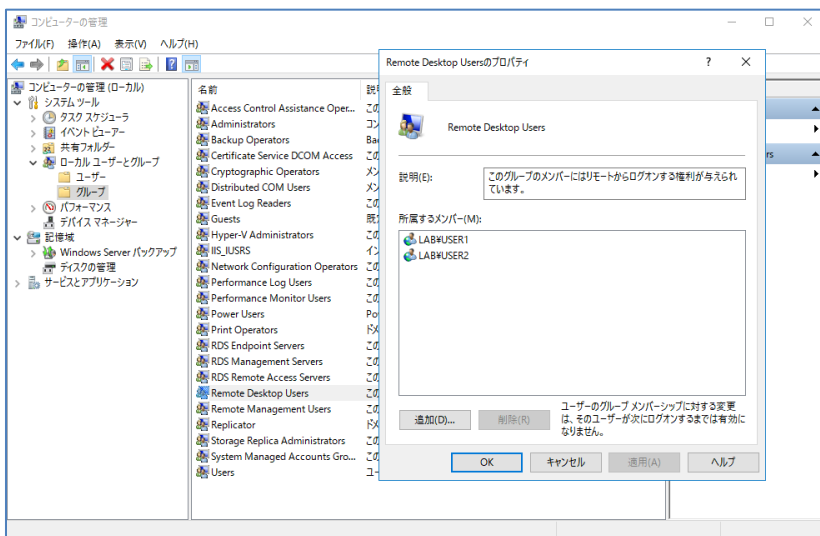 コンピューターの管理
ファイル(F) 操作(A) 表示(V) ヘルプ(H)
コンピューターの管理 (ローカル)
システム ツール
タスク スケジューラ
イベント ビューアー
共有フォルダー
ローカル ユーザーとグループ
ユーザー
グループ
パフォーマンス
デバイス マネージャー
記憶域
Windows Server バックアップ
ディスクの管理
サービスとアプリケーション
名前
Access Control Assistance Oper...
Administrators
Backup Operators
Certificate Service DCOM Access
Cryptographic Operators
Distributed COM Users
Event Log Readers
Guests
Hyper-V Administrators
IIS_IUSRS
Network Configuration Operators
Performance Log Users
Performance Monitor Users
Power Users
Print Operators
RDS Endpoint Servers
RDS Management Servers
RDS Remote Access Servers
Remote Desktop Users
Remote Management Users
Replicator
Storage Replica Administrators
System Managed Accounts Gro...
Users
Remote Desktop Usersのプロパティ
全般
Remote Desktop Users
説明(E):
このグループのメンバーにはリモートからログオンする権利が与えられ
ています。
所属するメンバー(M):
LAB¥USER1
LAB¥USER2
追加(D)...
削除(R)
ユーザーのグループ メンバーシップに対する変更
は、そのユーザーが次にログオンするまでは有効に
なりません。
OK
キャンセル
適用(A)
ヘルプ